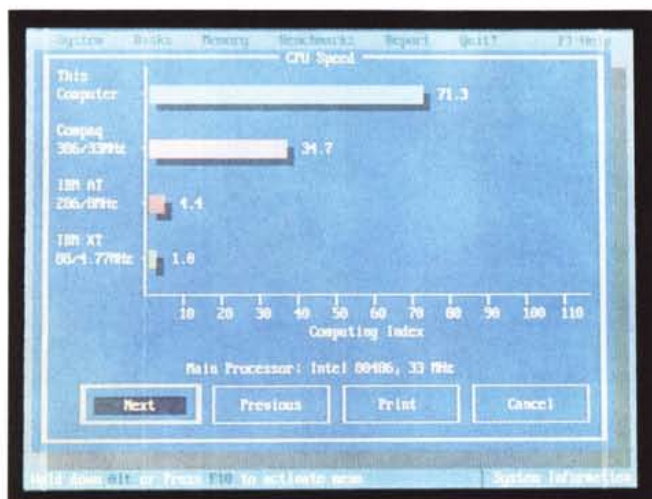 System Disks Memory Benchmarks Report Quit! F1-Help
CPU Speed
This
Computer 71.3
Compaq
386/33MHz 34.7
IBM AT
286/8MHz 4.4
IBM XT
88/4.77MHz 1.0
10 20 30 40 50 60 70 80 90 100 110
Computing Index
Main Processor: Intel 80486, 33 MHz
Next Previous Print Cancel
Hold down Alt or Press F10 to activate menu System Information